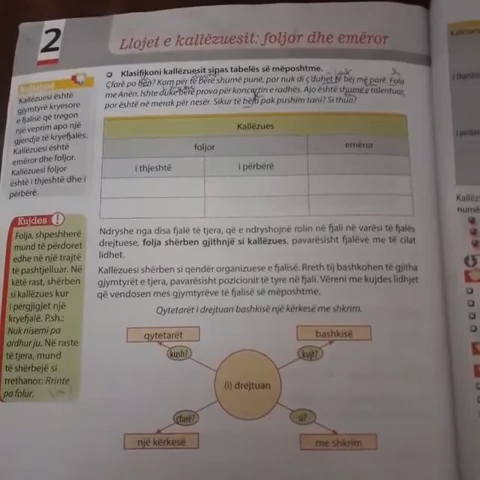 2
Llojet e kallëzuesit: foljor dhe emëror
Kallëzuesi është
gjymtyrë kryesore
e fjalisë që tregon
një veprim apo një
gjendje të kryefjalës.
Kallëzuesi është
emëror dhe foljor.
Kallëzuesi foljor
është i thjeshtë dhe i
përbërë.
Klasifikoni kallëzuesit sipas tabelës së mëposhtme.
Çfarë po bën? Kam për të bërë shumë punë, por nuk di ç'duhet të bëj më parë. Fola
me Anën. Ishte duke bërë prova për koncertin e radhës. Ajo është shumë e talentuar,
por është në merak për nesër. Sikur të bëja pak pushim tani? Si thua?
Kallëzues
foljor
emëror
i thjeshtë
i përbërë
Kujdes !
Folja, shpeshherë
mund të përdoret
edhe në një trajtë
të pashtjelluar. Në
këtë rast, shërben
si kallëzues kur
i përgjigjet një
kryefjalë. P.sh.:
Nuk nisemi pa
ardhur ju. Në raste
të tjera, mund
të shërbejë si
rrethanor: Rrinte
pa folur.
Ndryshe nga disa fjalë të tjera, që e ndryshojnë rolin në fjali në varësi të fjalës
drejtuese, folja shërben gjithnjë si kallëzues, pavarësisht fjalëve me të cilat
lidhet.
Kallëzuesi shërben si qendër organizuese e fjalisë. Rreth tij bashkohen të gjitha
gjymtyrët e tjera, pavarësisht pozicionit të tyre në fjali. Vëreni me kujdes lidhjet
që vendosen mes gjymtyrëve të fjalisë së mëposhtme.
Qytetarët i drejtuan bashkisë një kërkesë me shkrim.
qytetarët
bashkisë
kush?
kujt?
(i) drejtuan
çfarë?
si?
një kërkesë
me shkrim